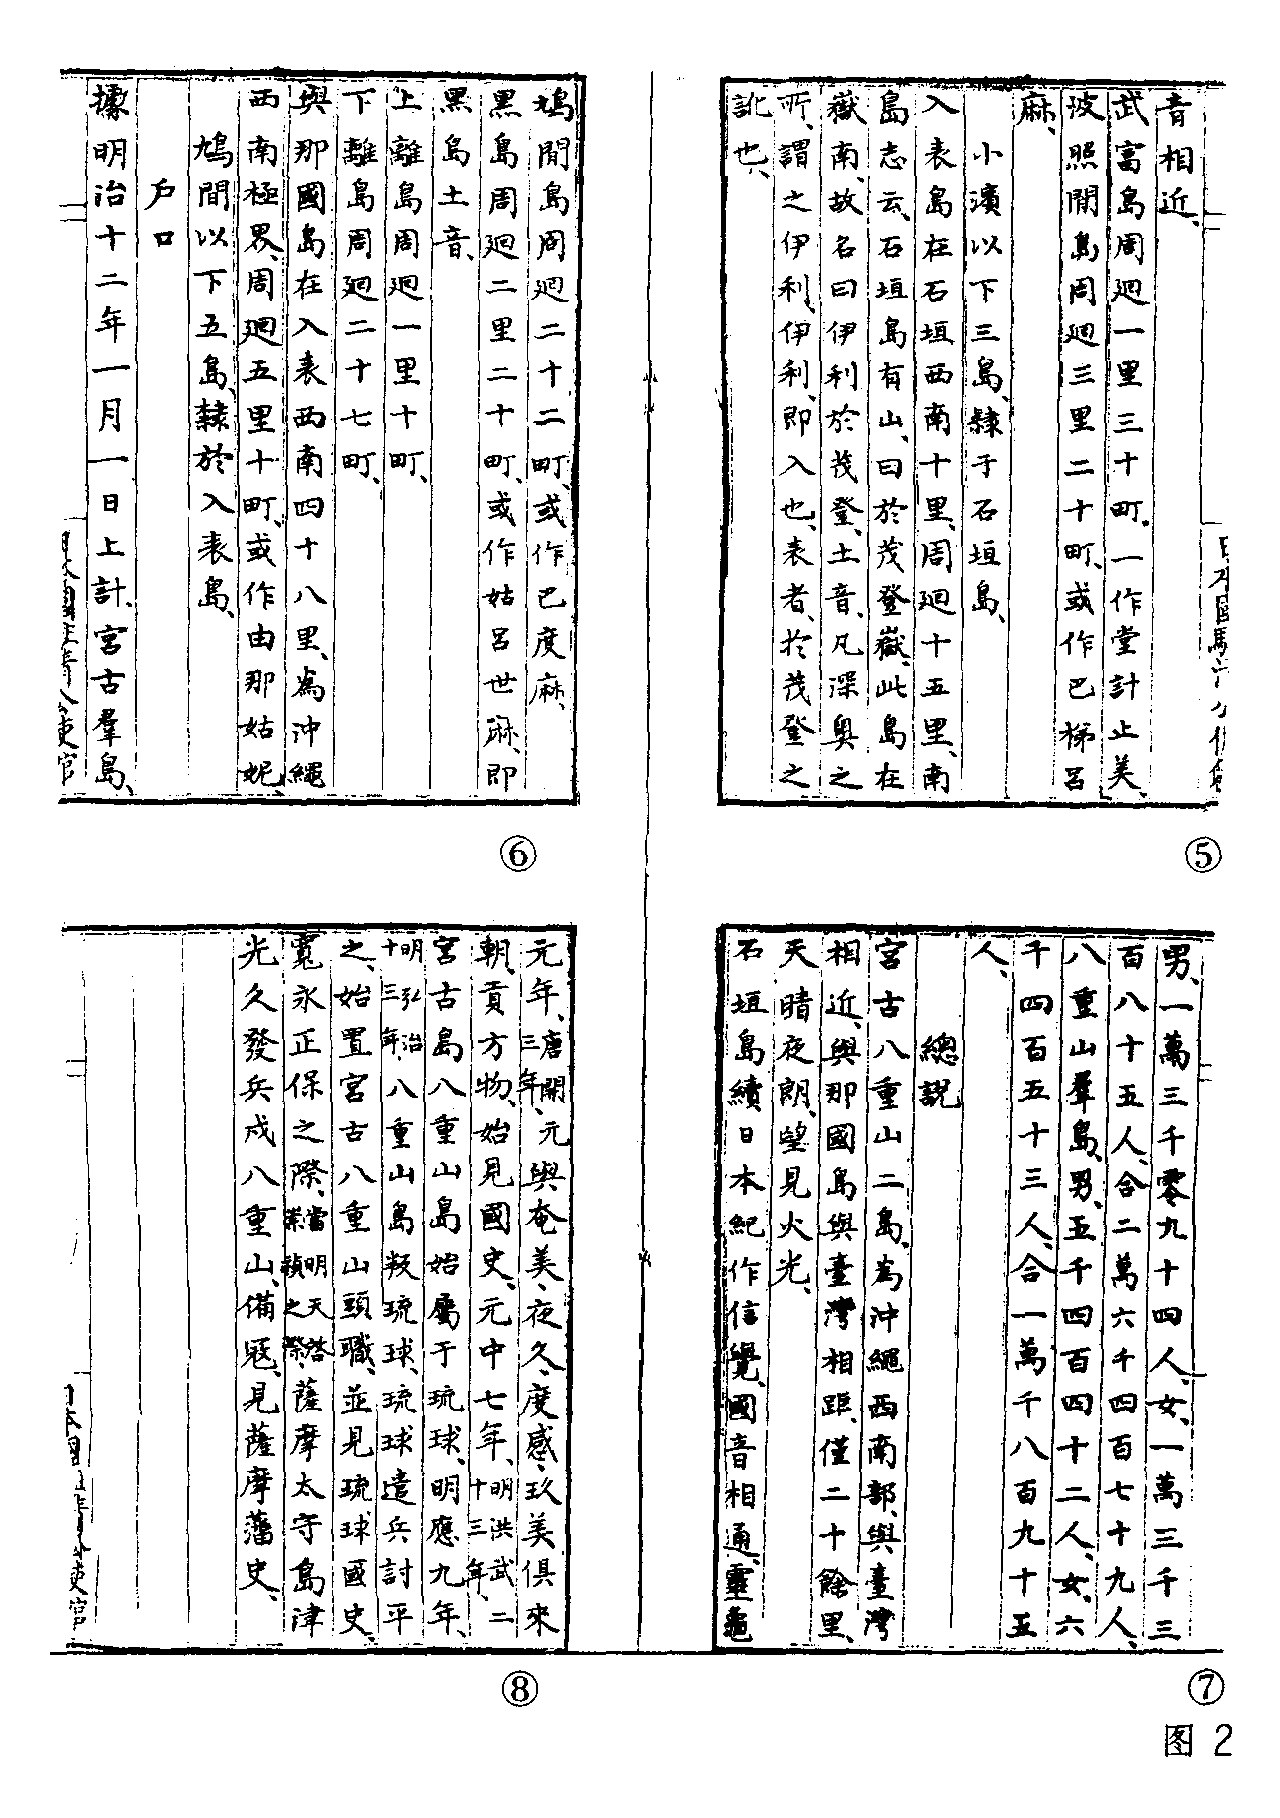 音相近、
武富島周廻一里三十町。一作堂計止美、
波照間島周廻三里二十町、或作巴梯呂
麻、
小濱以下三島、隸于石垣島、
入表島在石垣西南十里、周廻十五里、南
島志云、石垣島有山、曰於茂登嶽、此島在
嶽南、故名曰伊利於茂登、土音、凡深奥之
所、謂之伊利、伊利、即入也、表者、於茂登之
訛也、
⑤
鳩間島周廻二十二町、或作巴度麻、
黑島周廻二里二十町、或作姑呂世麻、即
黑島土音、
上離島周廻一里十町、
下離島周廻二十七町、
與那國島在入表西南四十八里、為沖繩
西南極界、周廻五里十町、或作由那姑妮、
鳩間以下五島、隸於入表島、
戶口
據明治十二年一月一日上計、宮古羣島、
⑥
男、一萬三千零九十四人、女、一萬三千三
百八十五人、合二萬六千四百七十九人、
八重山羣島、男、五千四百四十二人、女、六
千四百五十三人、合一萬千八百九十五
人、
總説
宮古八重山二島、為沖繩西南部、與臺灣
相近、與那國島與臺灣相距、僅二十餘里、
天晴夜朗、望見火光、
石垣島、續日本紀作信覺、國音相通、靈龜
⑦
元年、唐開元三年、與奄美、夜久、度感、玖美俱來
朝、貢方物、始見國史、元中七年、明洪武二十三年、
宮古島八重山島始屬于琉球、明應九年、
明弘治十三年、八重山島叛琉球、琉球遣兵討平
之、始置宮古八重山頭職、並見琉球國史、
寬永正保之際、當明天啓崇禎之際、薩摩太守島津
光久發兵戍八重山、備寇、見薩摩藩史、
⑧
图2